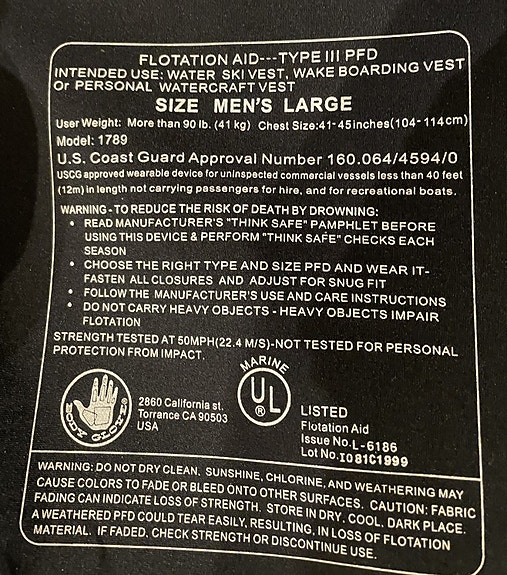 FLOTATION AID---TYPE III PFD
INTENDED USE: WATER SKI VEST, WAKE BOARDING VEST
Or PERSONAL WATERCRAFT VEST
SIZE MEN'S LARGE
User Weight: More than 90 lb. (41 kg) Chest Size:41-45inches(104-114cm)
Model: 1789
U.S. Coast Guard Approval Number 160.064/4594/0
USCG approved wearable device for uninspected commercial vessels less than 40 feet
(12m) in length not carrying passengers for hire, and for recreational boats.
WARNING - TO REDUCE THE RISK OF DEATH BY DROWNING:
• READ MANUFACTURER'S "THINK SAFE" PAMPHLET BEFORE
USING THIS DEVICE & PERFORM "THINK SAFE" CHECKS EACH
SEASON
• CHOOSE THE RIGHT TYPE AND SIZE PFD AND WEAR IT-
FASTEN ALL CLOSURES AND ADJUST FOR SNUG FIT
• FOLLOW THE MANUFACTURER'S USE AND CARE INSTRUCTIONS
• DO NOT CARRY HEAVY OBJECTS - HEAVY OBJECTS IMPAIR
FLOTATION
STRENGTH TESTED AT 50MPH(22.4 M/S)-NOT TESTED FOR PERSONAL
PROTECTION FROM IMPACT.
BODY GLOVE
®
2860 California st.
Torrance CA 90503
USA
MARINE
UL
®
LISTED
Flotation Aid
Issue No.L-6186
Lot No.I081C1999
WARNING: DO NOT DRY CLEAN. SUNSHINE, CHLORINE, AND WEATHERING MAY
CAUSE COLORS TO FADE OR BLEED ONTO OTHER SURFACES. CAUTION: FABRIC
FADING CAN INDICATE LOSS OF STRENGTH. STORE IN DRY, COOL, DARK PLACE.
A WEATHERED PFD COULD TEAR EASILY, RESULTING, IN LOSS OF FLOTATION
MATERIAL. IF FADED, CHECK STRENGTH OR DISCONTINUE USE.